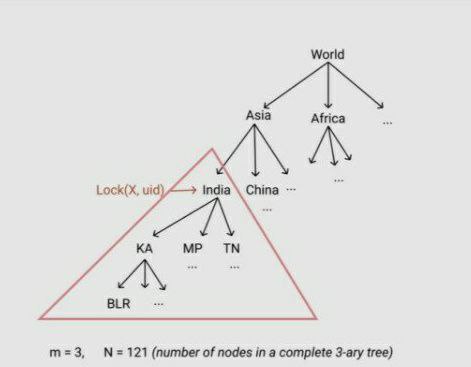 World
Asia
Africa
...
Lock(X, uid)
India
China
...
...
...
KA
MP
TN
...
...
BLR
...
m = 3, N = 121 (number of nodes in a complete 3-ary tree)